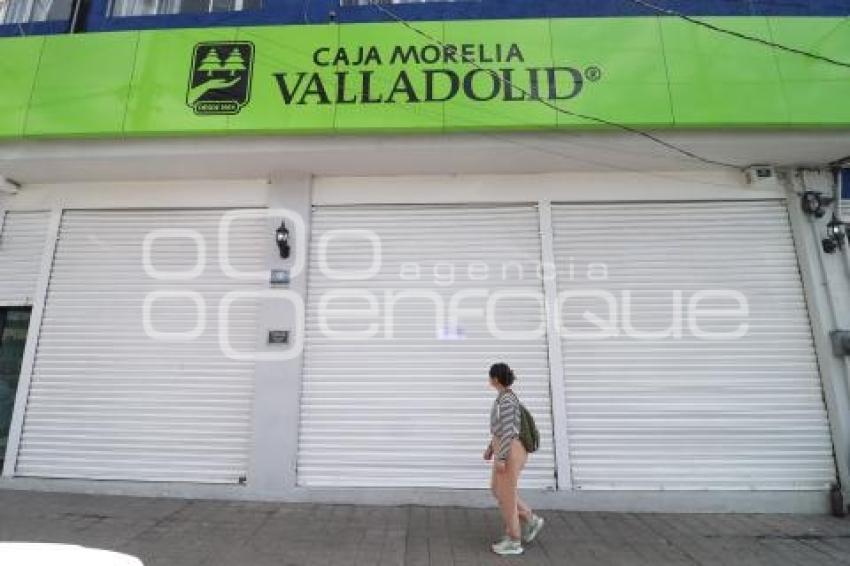 CAJA MORELIA
VALLADOLID®
agencia
enfoque